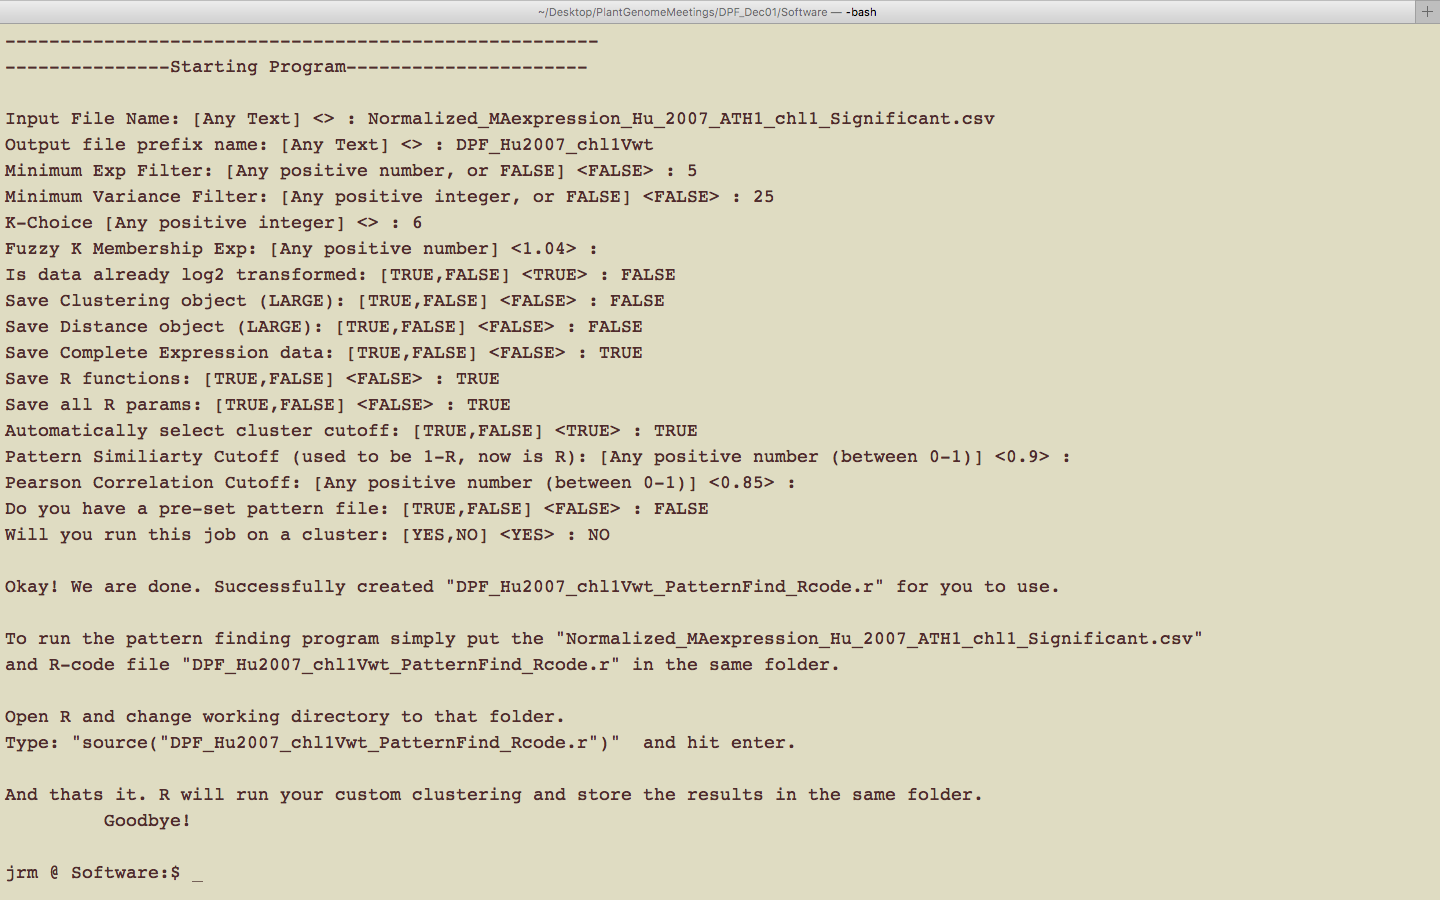 ~/Desktop/PlantGenomeMeetings/DPF_Dec01/Software — -bash
+
------------------------------------------------------
---------------Starting Program----------------------
Input File Name: [Any Text] <> : Normalized_MAexpression_Hu_2007_ATH1_chl1_Significant.csv
Output file prefix name: [Any Text] <> : DPF_Hu2007_chl1Vwt
Minimum Exp Filter: [Any positive number, or FALSE] <FALSE> : 5
Minimum Variance Filter: [Any positive integer, or FALSE] <FALSE> : 25
K-Choice [Any positive integer] <> : 6
Fuzzy K Membership Exp: [Any positive number] <1.04> :
Is data already log2 transformed: [TRUE,FALSE] <TRUE> : FALSE
Save Clustering object (LARGE): [TRUE,FALSE] <FALSE> : FALSE
Save Distance object (LARGE): [TRUE,FALSE] <FALSE> : FALSE
Save Complete Expression data: [TRUE,FALSE] <FALSE> : TRUE
Save R functions: [TRUE,FALSE] <FALSE> : TRUE
Save all R params: [TRUE,FALSE] <FALSE> : TRUE
Automatically select cluster cutoff: [TRUE,FALSE] <TRUE> : TRUE
Pattern Similiarty Cutoff (used to be 1-R, now is R): [Any positive number (between 0-1)] <0.9> :
Pearson Correlation Cutoff: [Any positive number (between 0-1)] <0.85> :
Do you have a pre-set pattern file: [TRUE,FALSE] <FALSE> : FALSE
Will you run this job on a cluster: [YES,NO] <YES> : NO
Okay! We are done. Successfully created "DPF_Hu2007_chl1Vwt_PatternFind_Rcode.r" for you to use.
To run the pattern finding program simply put the "Normalized_MAexpression_Hu_2007_ATH1_chl1_Significant.csv"
and R-code file "DPF_Hu2007_chl1Vwt_PatternFind_Rcode.r" in the same folder.
Open R and change working directory to that folder.
Type: "source("DPF_Hu2007_chl1Vwt_PatternFind_Rcode.r")"  and hit enter.
And thats it. R will run your custom clustering and store the results in the same folder.
Goodbye!
jrm @ Software:$ _